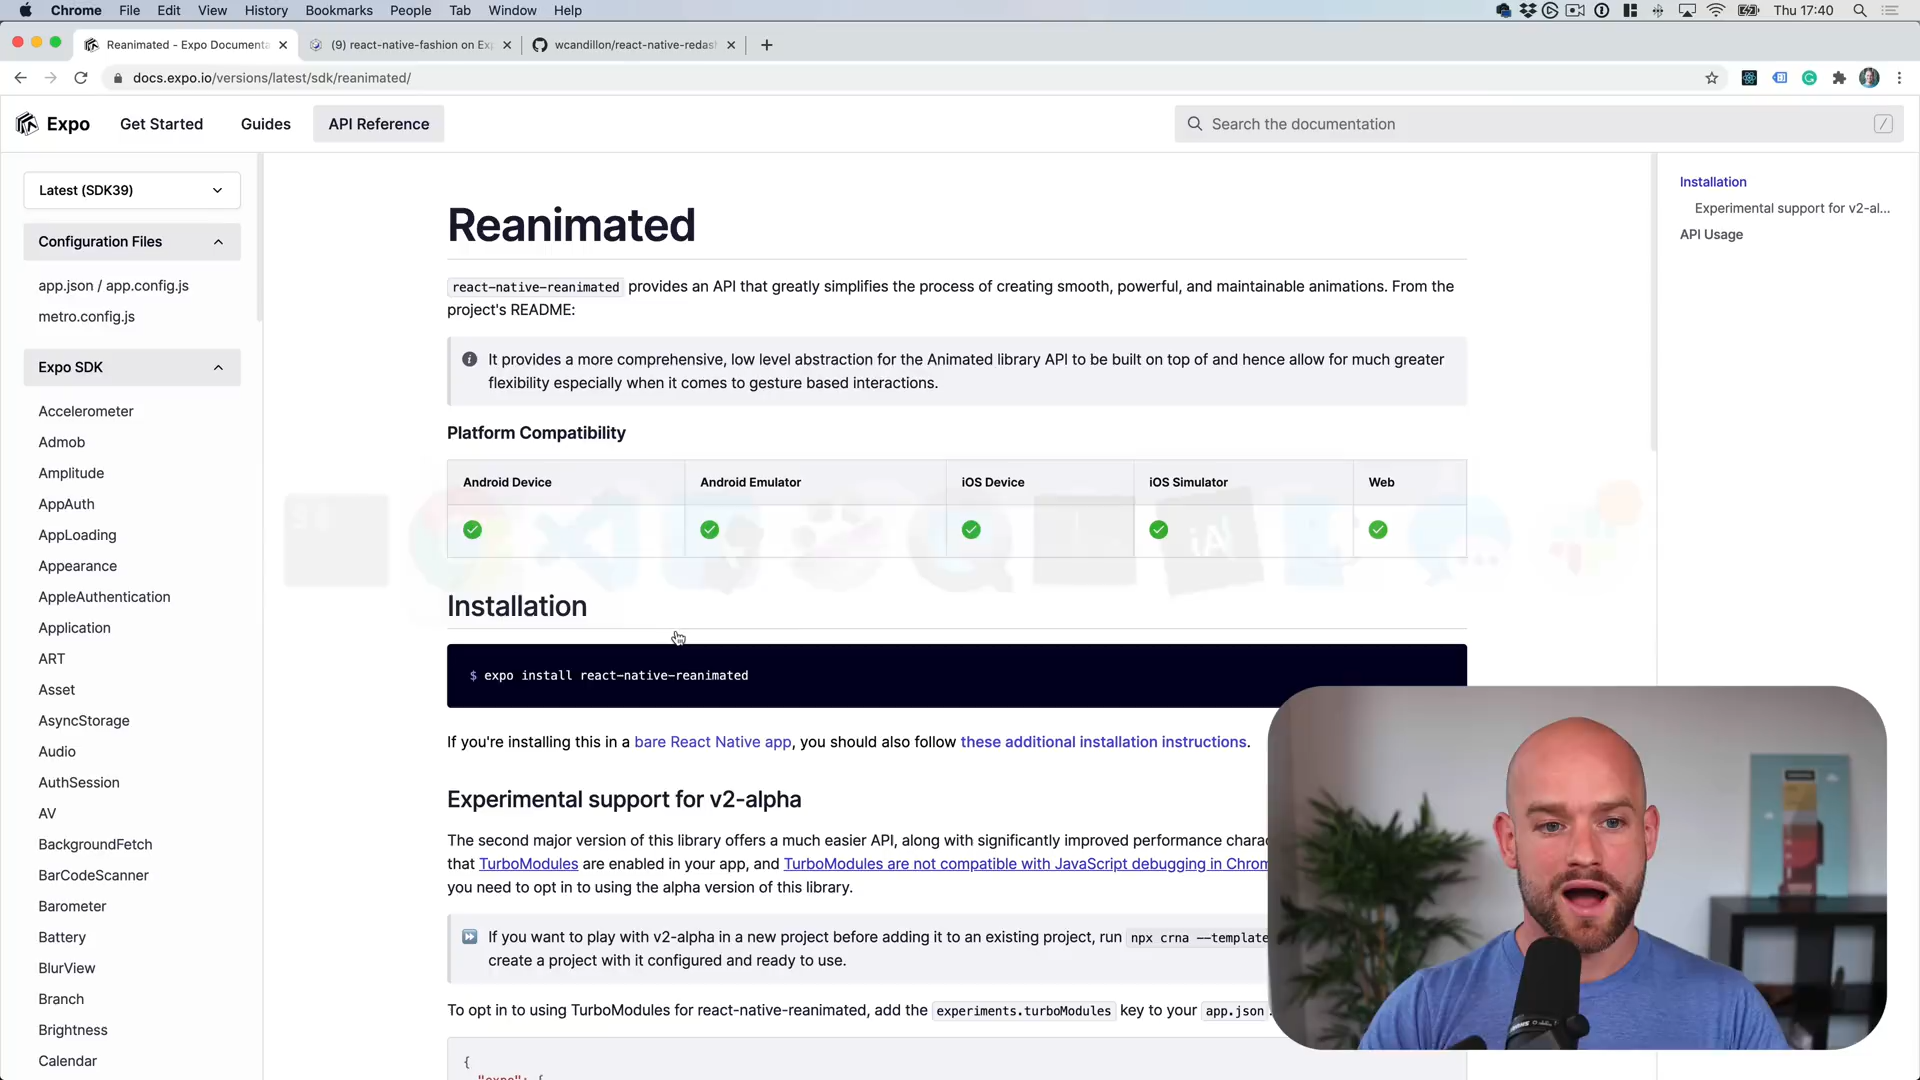 Chrome File Edit View History Bookmarks People Tab Window Help Thu 17:40
Reanimated - Expo Documenta (9) react-native-fashion on Ex wcandillon/react-native-redas
docs.expo.io/versions/latest/sdk/reanimated/
Expo Get Started Guides API Reference Search the documentation /
Latest (SDK39)
Configuration Files
app.json / app.config.js
metro.config.js
Expo SDK
Accelerometer
Admob
Amplitude
AppAuth
AppLoading
Appearance
AppleAuthentication
Application
ART
Asset
AsyncStorage
Audio
AuthSession
AV
BackgroundFetch
BarCodeScanner
Barometer
Battery
BlurView
Branch
Brightness
Calendar
Reanimated
react-native-reanimated provides an API that greatly simplifies the process of creating smooth, powerful, and maintainable animations. From the
project's README:
It provides a more comprehensive, low level abstraction for the Animated library API to be built on top of and hence allow for much greater
flexibility especially when it comes to gesture based interactions.
Platform Compatibility
Android Device Android Emulator iOS Device iOS Simulator Web
Installation
$ expo install react-native-reanimated
If you're installing this in a bare React Native app, you should also follow these additional installation instructions.
Experimental support for v2-alpha
The second major version of this library offers a much easier API, along with significantly improved performance charac
that TurboModules are enabled in your app, and TurboModules are not compatible with JavaScript debugging in Chrom
you need to opt in to using the alpha version of this library.
If you want to play with v2-alpha in a new project before adding it to an existing project, run npx crna --template
create a project with it configured and ready to use.
To opt in to using TurboModules for react-native-reanimated, add the experiments.turboModules key to your app.json .
{
"expo": {
Installation
Experimental support for v2-al...
API Usage